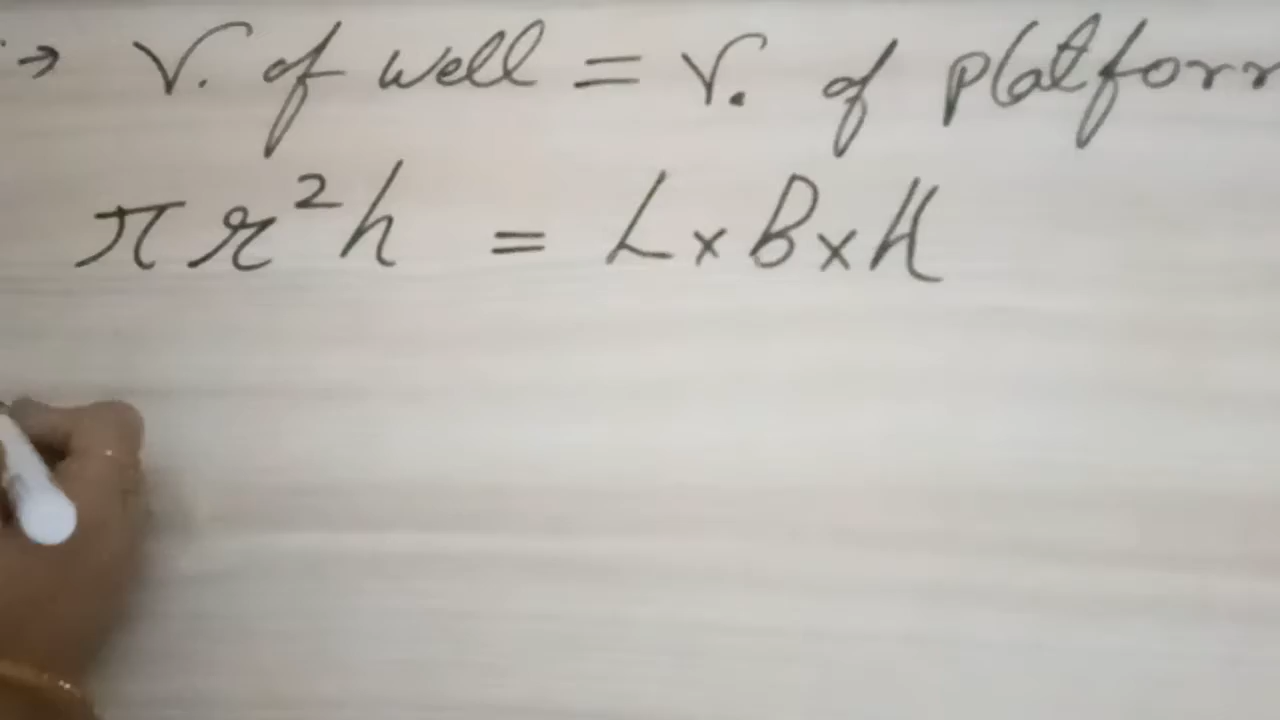 → V. of well = V. of platform
πr²h = L×B×H